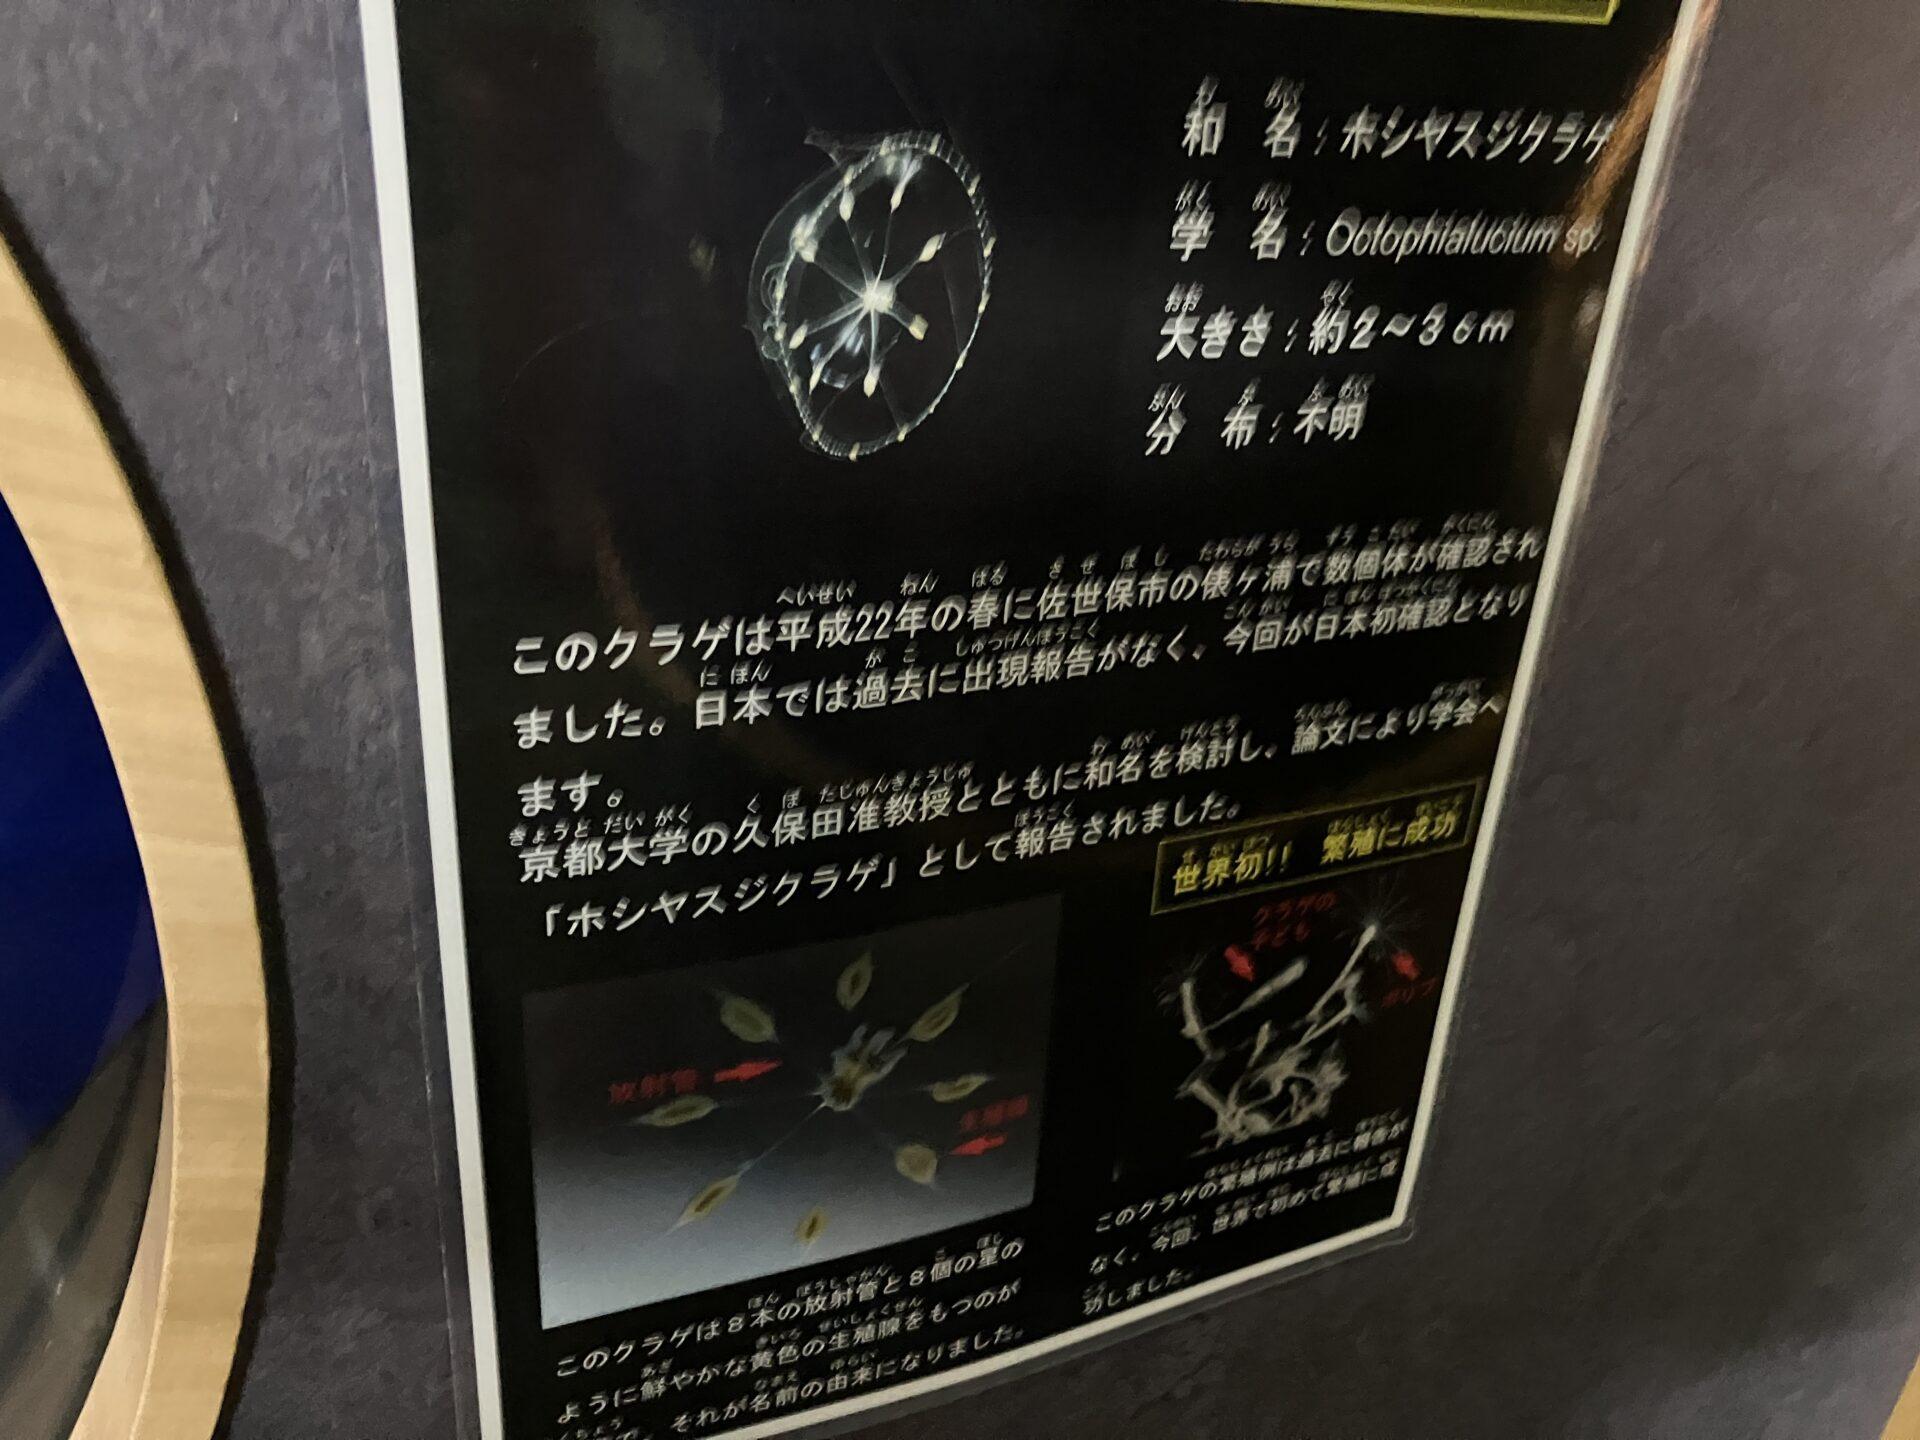 和名：ホシヤスジクラゲ
学名：Octophialucium sp.
大きさ：約2～3cm
分布：不明
このクラゲは平成22年の春に佐世保市の俵ヶ浦で数個体が確認され
ました。日本では過去に出現報告がなく、今回が日本初確認となり
ます。
京都大学の久保田准教授とともに和名を検討し、論文により学会へ
「ホシヤスジクラゲ」として報告されました。
世界初!! 繁殖に成功
クラゲの
子ども
ポリプ
放射管
生殖腺
このクラゲは8本の放射管と8個の星の
ように鮮やかな黄色の生殖腺をもつのが
で、それが名前の由来になりました。
このクラゲの繁殖例は過去に報告が
なく、今回、世界で初めて繁殖に成
功しました。